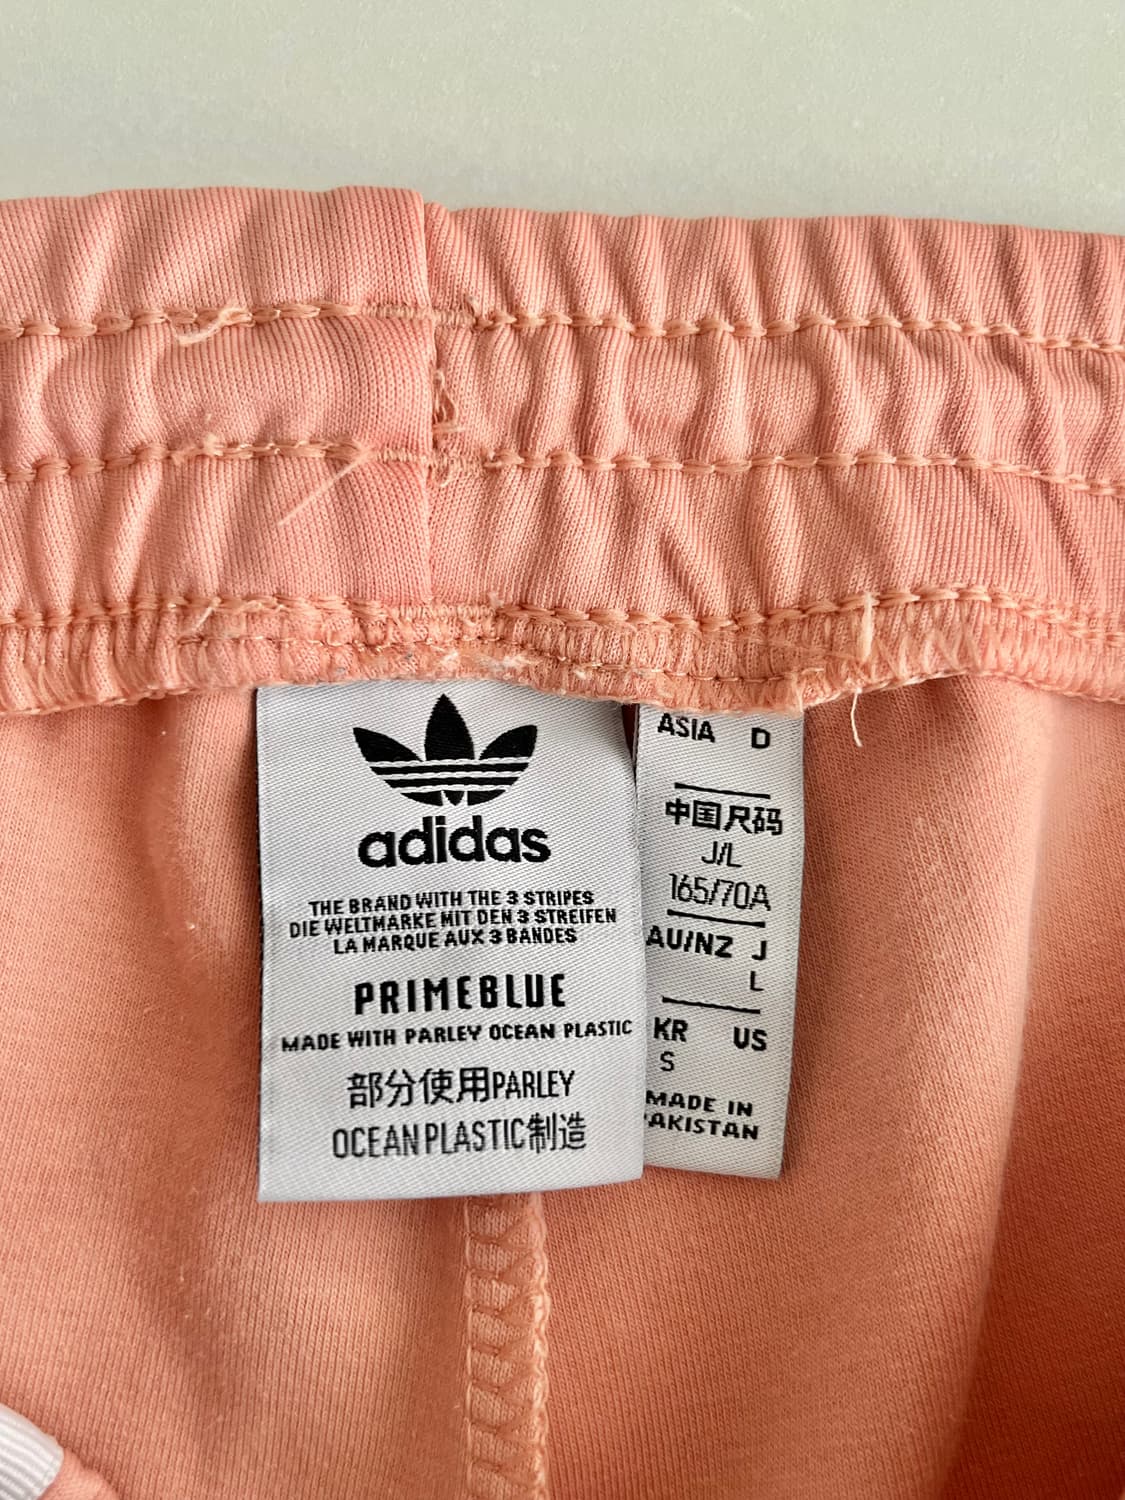 adidas
THE BRAND WITH THE 3 STRIPES
DIE WELTMARKE MIT DEN 3 STREIFEN
LA MARQUE AUX 3 BANDES
PRIMEBLUE
MADE WITH PARLEY OCEAN PLASTIC
部分使用PARLEY
OCEAN PLASTIC制造
ASIA D
中国尺码
J/L
165/70A
AU/NZ J
L
KR US
S
MADE IN
PAKISTAN